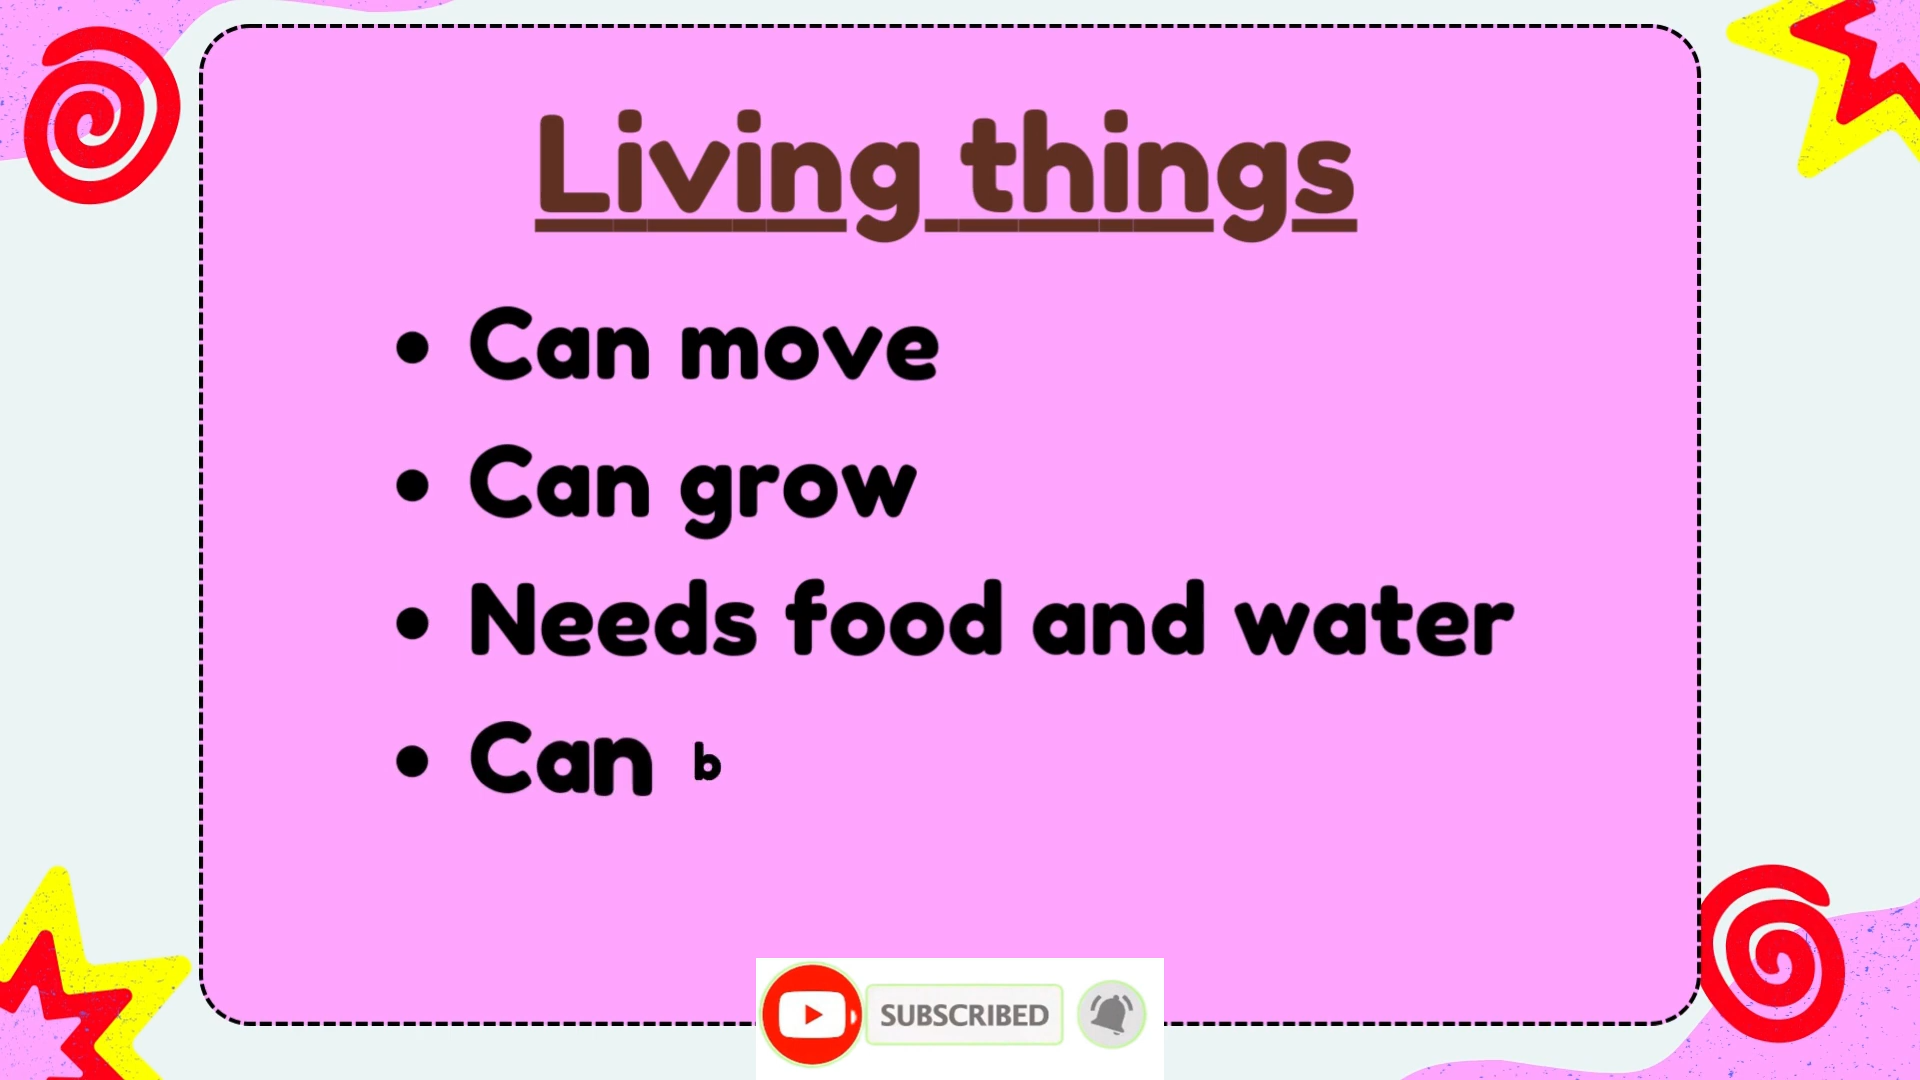 Living things
• Can move
• Can grow
• Needs food and water
• Can b
SUBSCRIBED